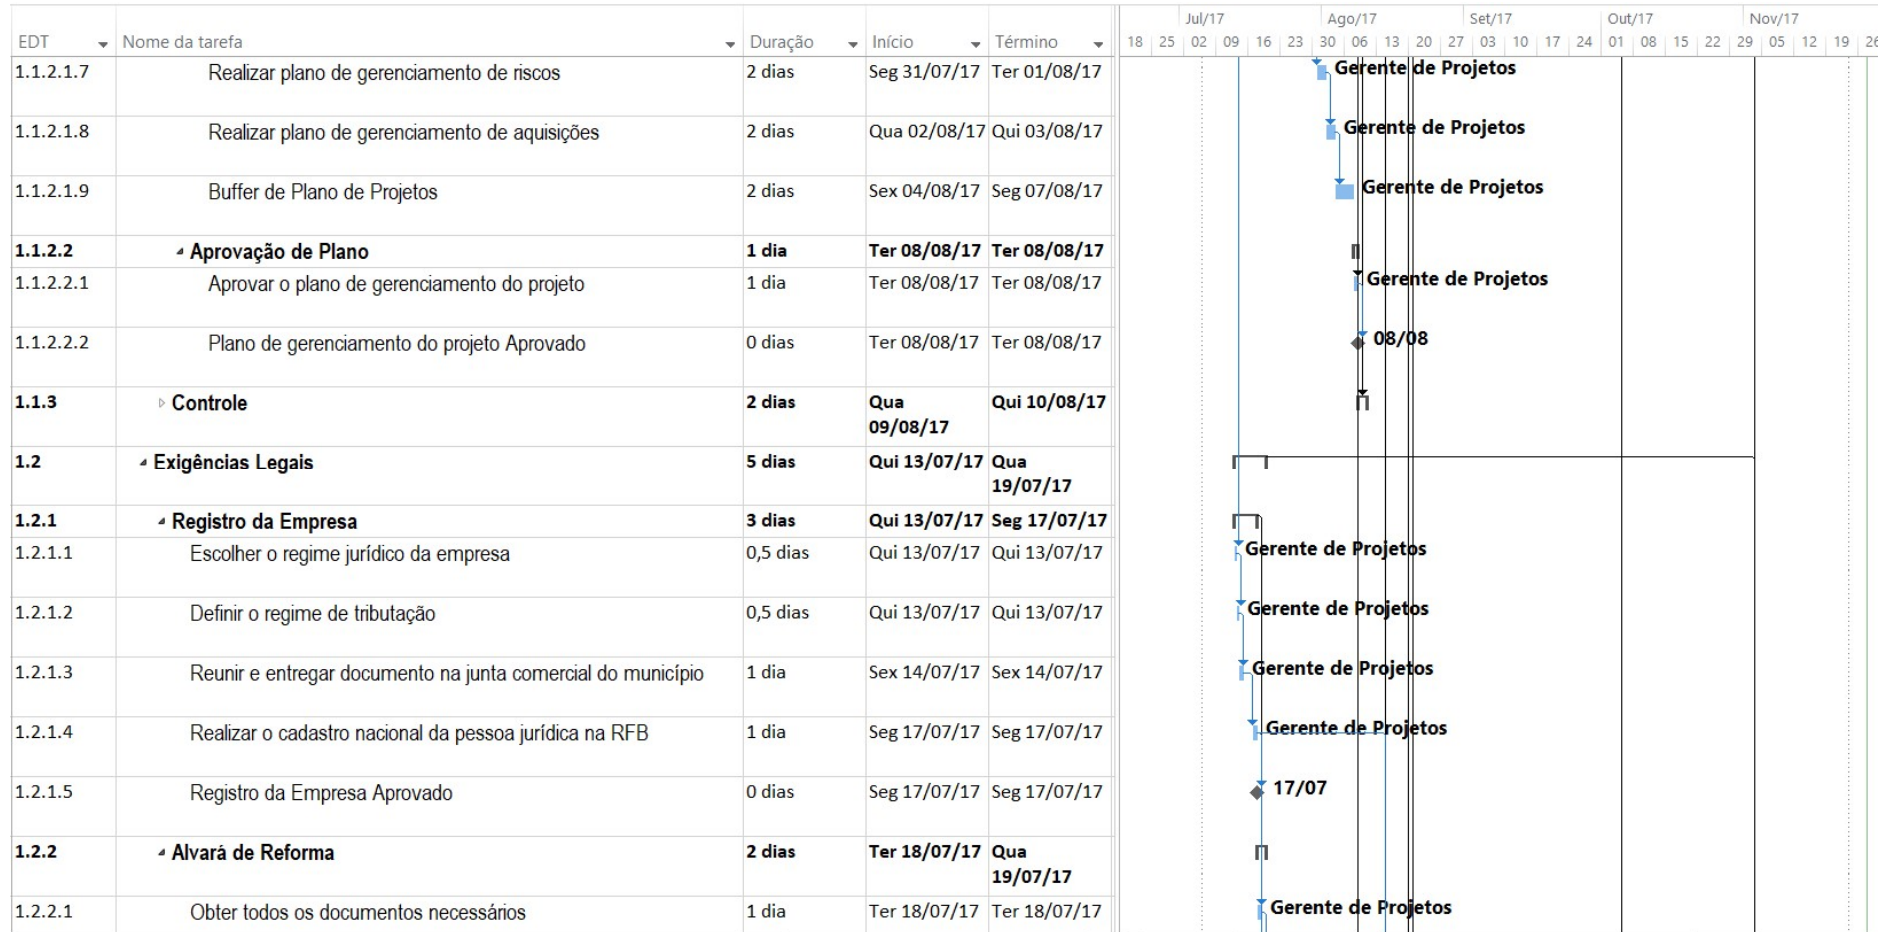 Jul/17 Ago/17 Set/17 Out/17 Nov/17
EDT Nome da tarefa Duração Início Término 18 25 02 09 16 23 30 06 13 20 27 03 10 17 24 01 08 15 22 29 05 12 19 26
1.1.2.1.7 Realizar plano de gerenciamento de riscos 2 dias Seg 31/07/17 Ter 01/08/17 Gerente de Projetos
1.1.2.1.8 Realizar plano de gerenciamento de aquisições 2 dias Qua 02/08/17 Qui 03/08/17 Gerente de Projetos
1.1.2.1.9 Buffer de Plano de Projetos 2 dias Sex 04/08/17 Seg 07/08/17 Gerente de Projetos
1.1.2.2 Aprovação de Plano 1 dia Ter 08/08/17 Ter 08/08/17
1.1.2.2.1 Aprovar o plano de gerenciamento do projeto 1 dia Ter 08/08/17 Ter 08/08/17 Gerente de Projetos
1.1.2.2.2 Plano de gerenciamento do projeto Aprovado 0 dias Ter 08/08/17 Ter 08/08/17 08/08
1.1.3 Controle 2 dias Qua Qui 10/08/17
09/08/17
1.2 Exigências Legais 5 dias Qui 13/07/17 Qua
19/07/17
1.2.1 Registro da Empresa 3 dias Qui 13/07/17 Seg 17/07/17
1.2.1.1 Escolher o regime jurídico da empresa 0,5 dias Qui 13/07/17 Qui 13/07/17 Gerente de Projetos
1.2.1.2 Definir o regime de tributação 0,5 dias Qui 13/07/17 Qui 13/07/17 Gerente de Projetos
1.2.1.3 Reunir e entregar documento na junta comercial do município 1 dia Sex 14/07/17 Sex 14/07/17 Gerente de Projetos
1.2.1.4 Realizar o cadastro nacional da pessoa jurídica na RFB 1 dia Seg 17/07/17 Seg 17/07/17 Gerente de Projetos
1.2.1.5 Registro da Empresa Aprovado 0 dias Seg 17/07/17 Seg 17/07/17 17/07
1.2.2 Alvará de Reforma 2 dias Ter 18/07/17 Qua
19/07/17
1.2.2.1 Obter todos os documentos necessários 1 dia Ter 18/07/17 Ter 18/07/17 Gerente de Projetos